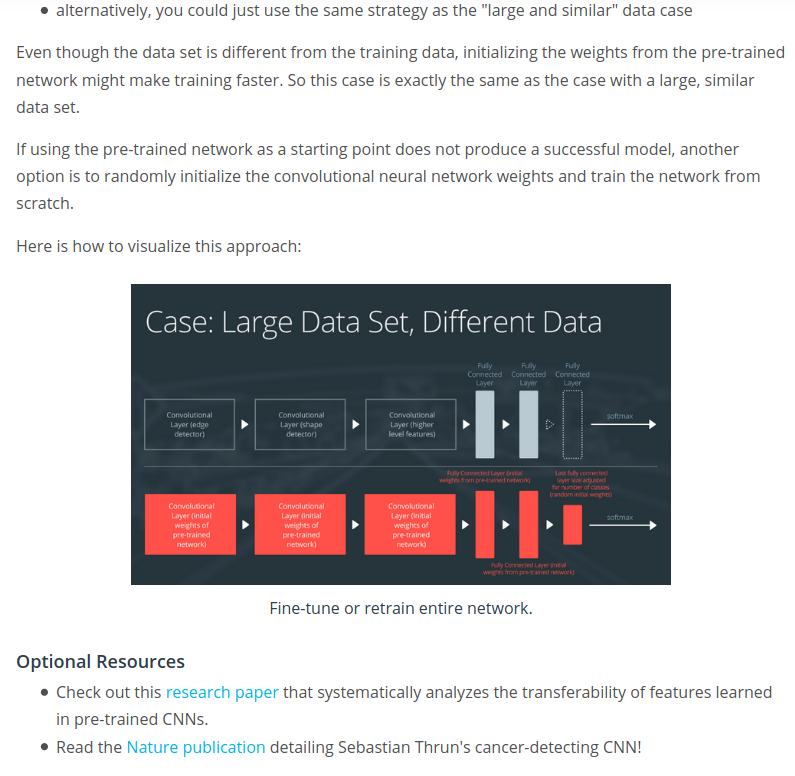 • alternatively, you could just use the same strategy as the "large and similar" data case
Even though the data set is different from the training data, initializing the weights from the pre-trained
network might make training faster. So this case is exactly the same as the case with a large, similar
data set.
If using the pre-trained network as a starting point does not produce a successful model, another
option is to randomly initialize the convolutional neural network weights and train the network from
scratch.
Here is how to visualize this approach:
Case: Large Data Set, Different Data
Fully
Connected
Layer
Fully
Connected
Layer
Fully
Connected
Layer
Convolutional
Layer (edge
detector)
Convolutional
Layer (shape
detector)
Convolutional
Layer (higher
level features)
softmax
Fully Connected Layer (initial
weights from pre-trained network)
Last fully connected
layer size adjusted
for number of classes
(random initial weights)
Convolutional
Layer (initial
weights of
pre-trained
network)
Convolutional
Layer (initial
weights of
pre-trained
network)
Convolutional
Layer (initial
weights of
pre-trained
network)
softmax
Fully Connected Layer (initial
weights from pre-trained network)
Fine-tune or retrain entire network.
Optional Resources
• Check out this research paper that systematically analyzes the transferability of features learned
in pre-trained CNNs.
• Read the Nature publication detailing Sebastian Thrun's cancer-detecting CNN!